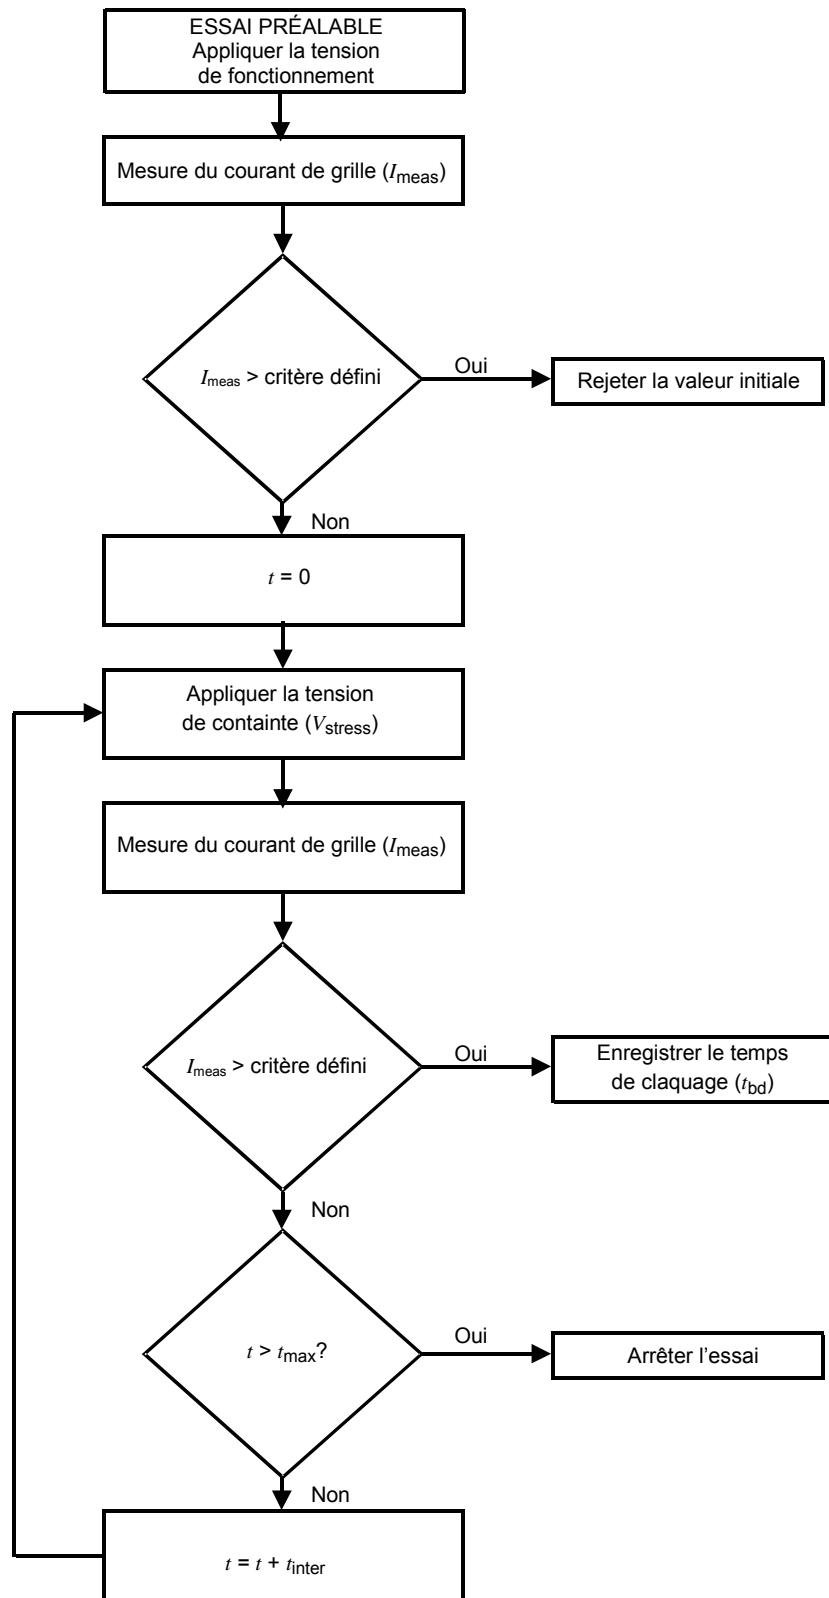 ESSAI PRÉALABLE
Appliquer la tension
de fonctionnement
Mesure du courant de grille (Imeas)
Imeas > critère défini
Oui
Rejeter la valeur initiale
Non
t = 0
Appliquer la tension
de containte (Vstress)
Mesure du courant de grille (Imeas)
Imeas > critère défini
Oui
Enregistrer le temps
de claquage (tbd)
Non
t > tmax?
Oui
Arrêter l'essai
Non
t = t + tinter